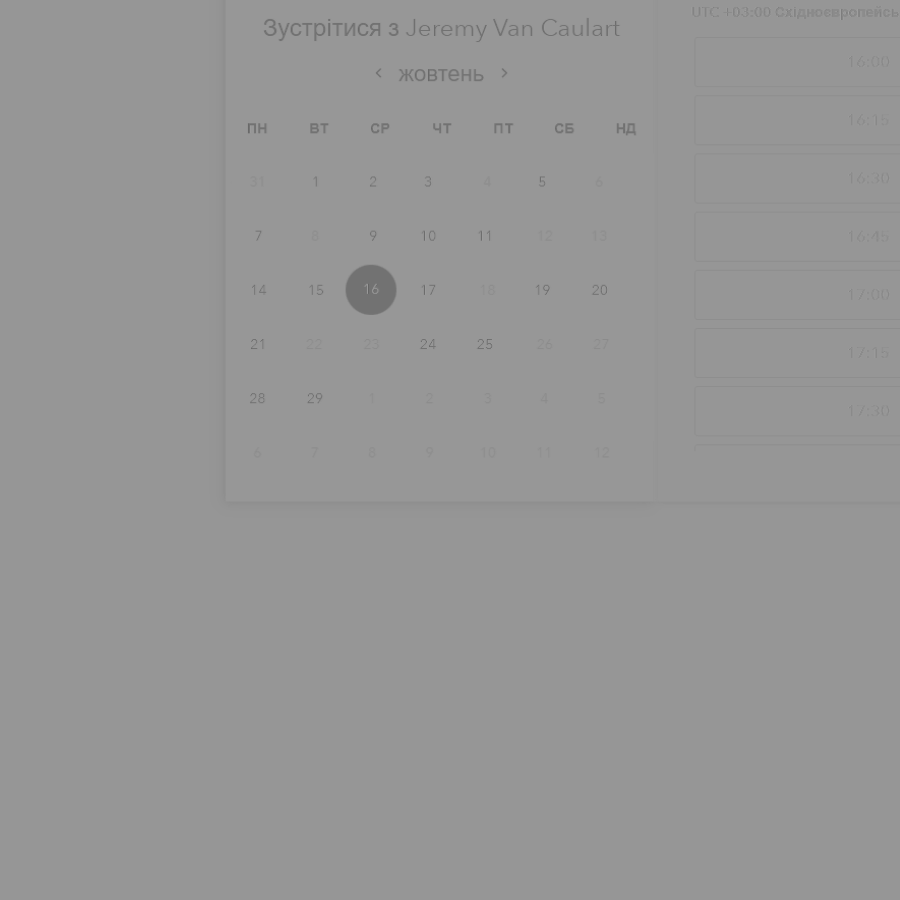 Зустрітися з Jeremy Van Caulart
‹ жовтень ›
ПН ВТ СР ЧТ ПТ СБ НД
31 1 2 3 4 5 6
7 8 9 10 11 12 13
14 15 16 17 18 19 20
21 22 23 24 25 26 27
28 29 1 2 3 4 5
6 7 8 9 10 11 12
UTC +03:00 Східноєвропейсь
16:00
16:15
16:30
16:45
17:00
17:15
17:30